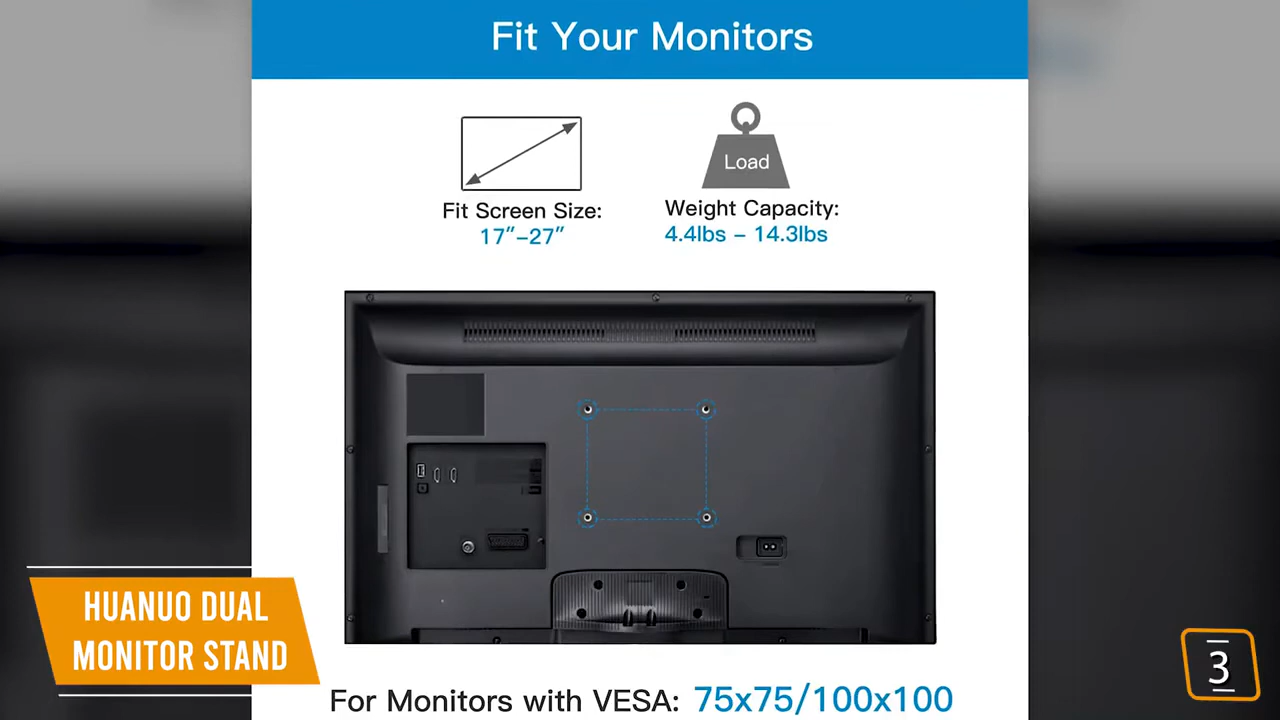 Fit Your Monitors
Load
Fit Screen Size:
17”-27”
Weight Capacity:
4.4lbs - 14.3lbs
HUANUO DUAL
MONITOR STAND
3
For Monitors with VESA: 75x75/100x100